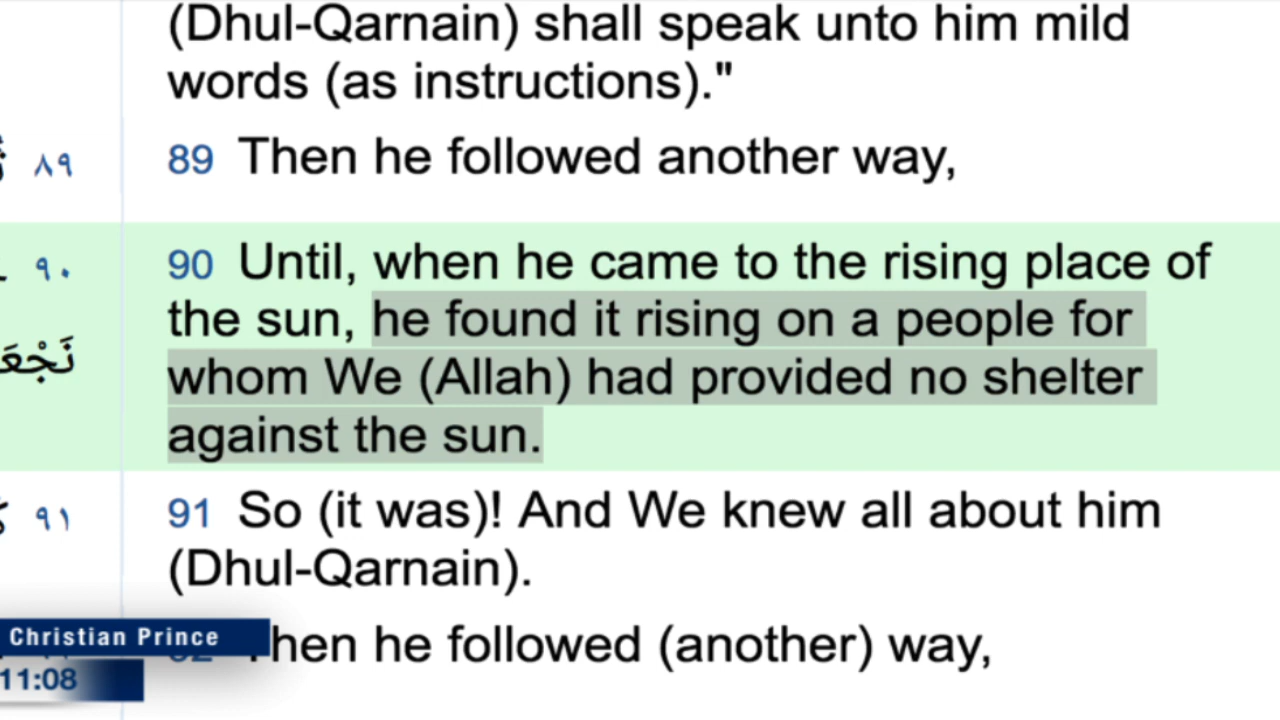 (Dhul-Qarnain) shall speak unto him mild
words (as instructions)."
٨٩
89 Then he followed another way,
٩٠
90 Until, when he came to the rising place of
the sun, he found it rising on a people for
نَجْعَ
whom We (Allah) had provided no shelter
against the sun.
٩١
91 So (it was)! And We knew all about him
(Dhul-Qarnain).
Christian Prince
hen he followed (another) way,
11:08